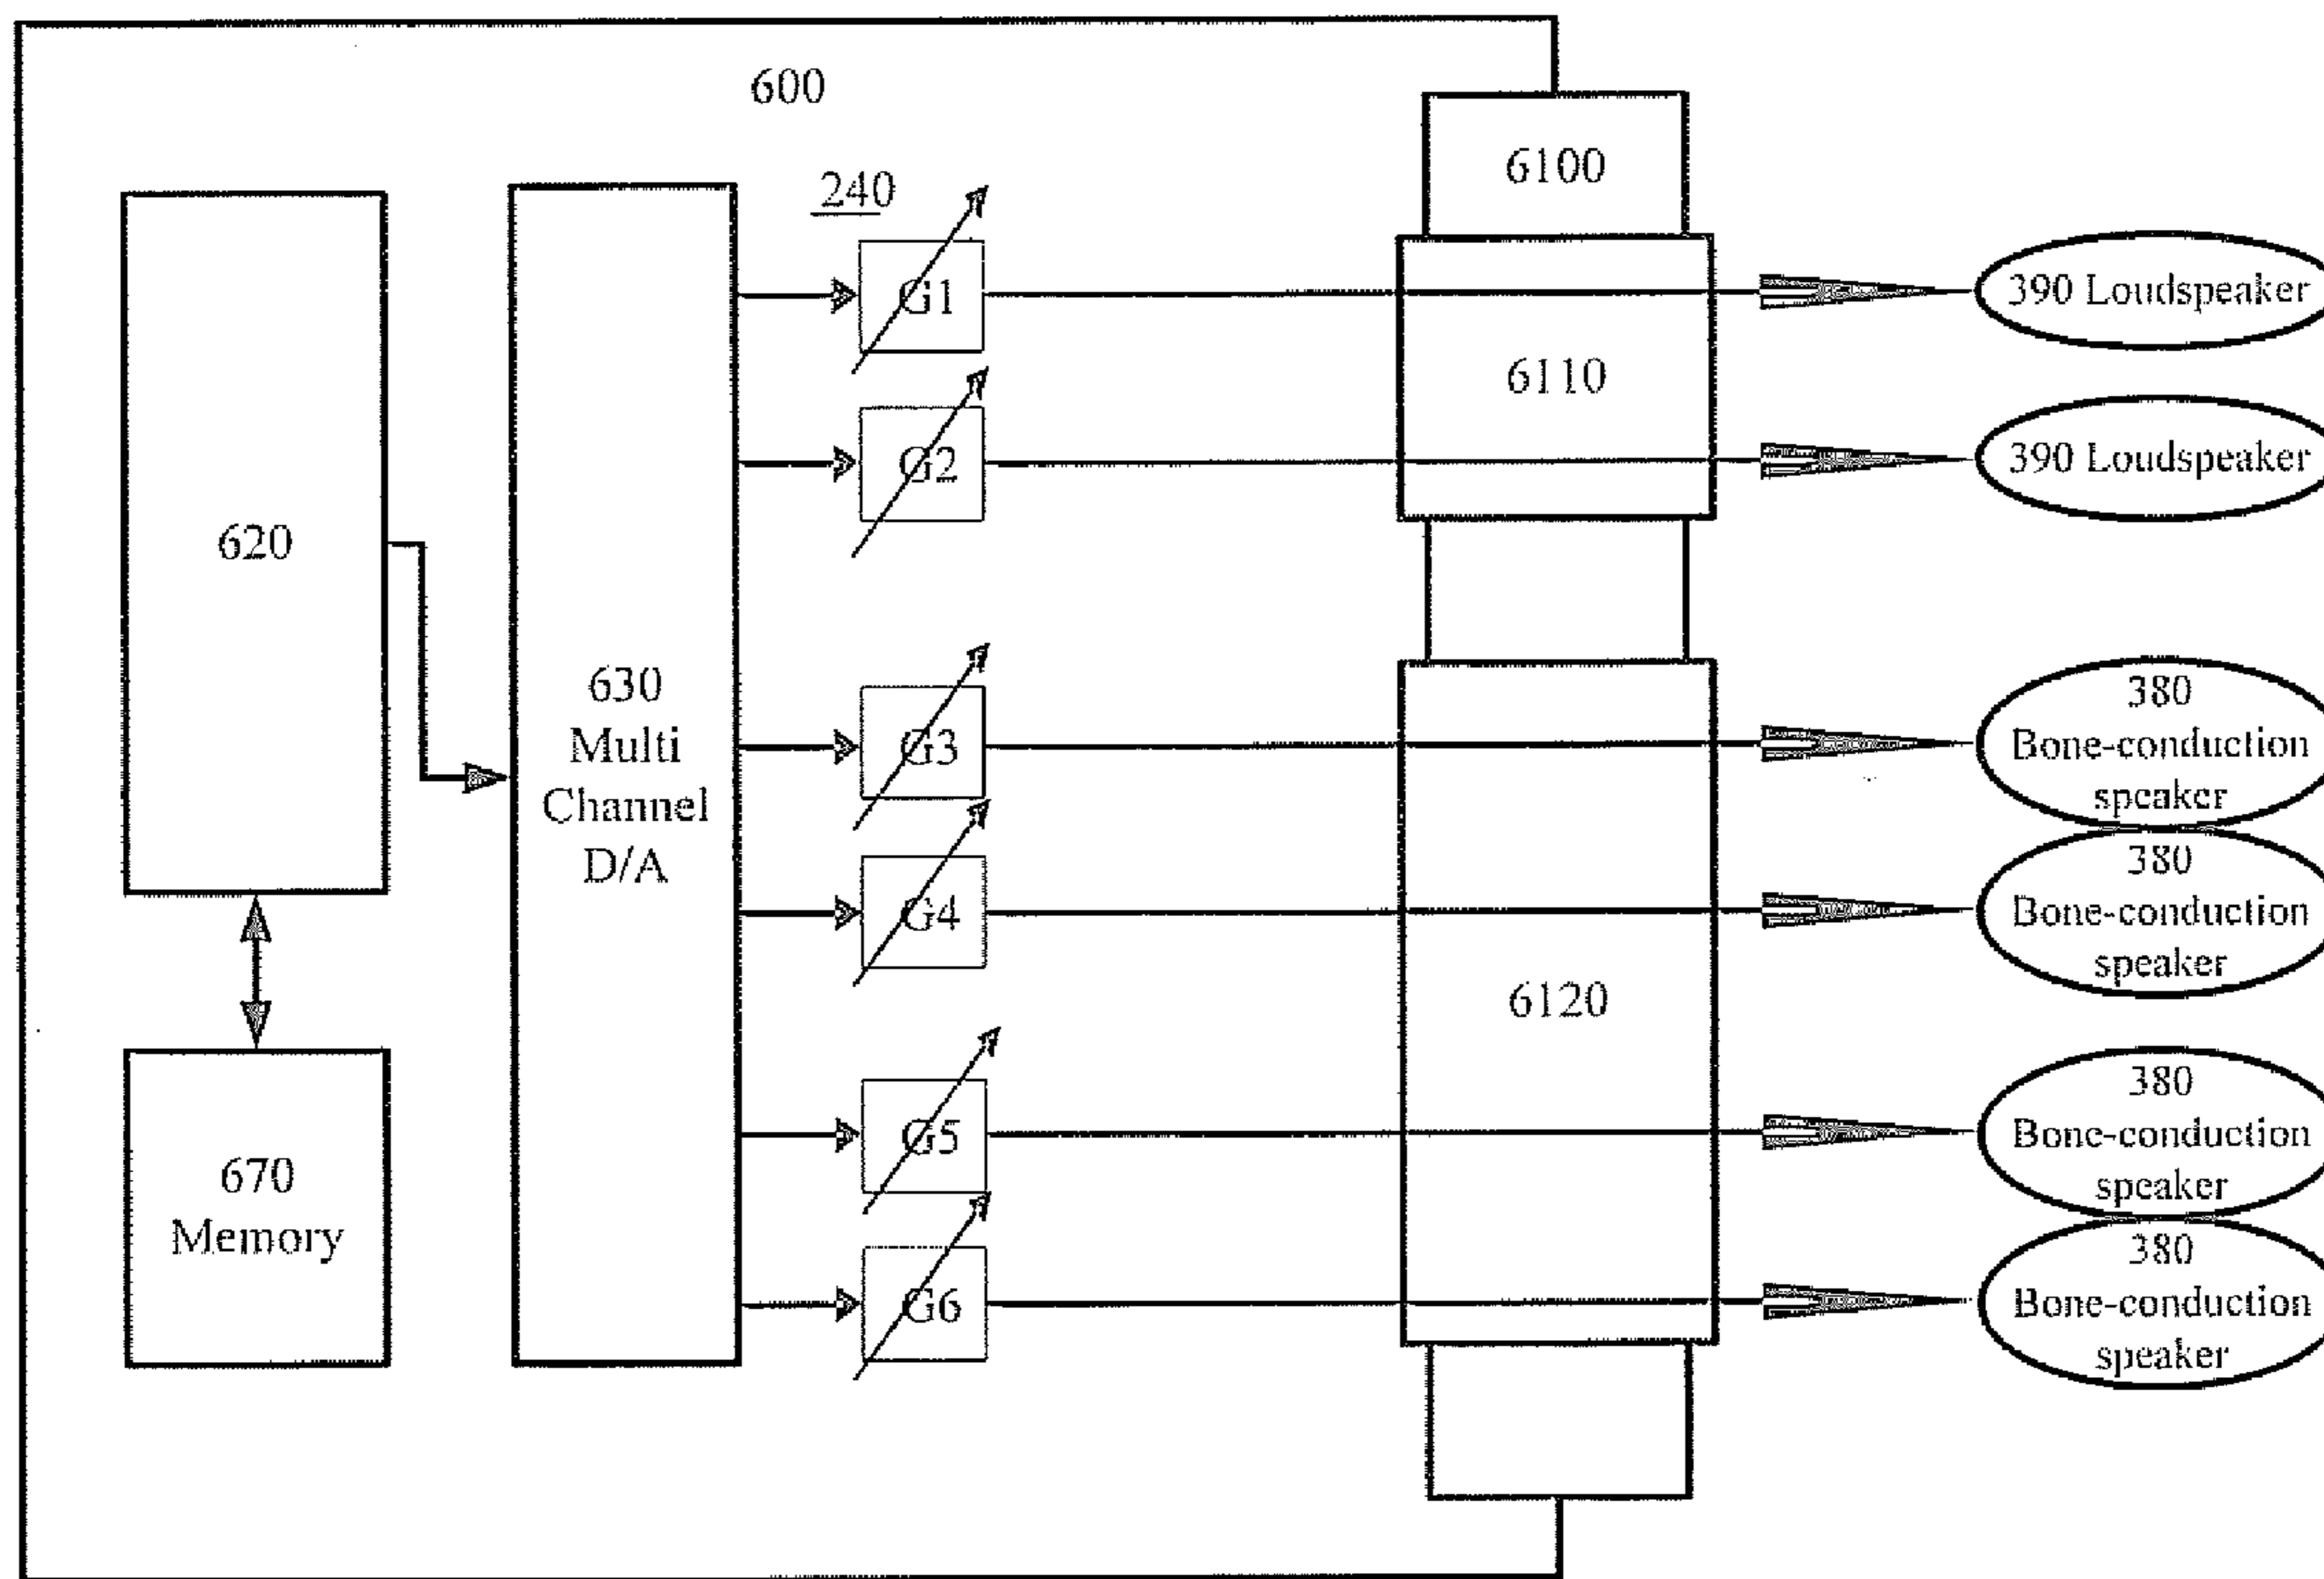 600
6100
240
G1
390 Loudspeaker
6110
G2
390 Loudspeaker
620
630
Multi
Channel
D/A
G3
380
Bone-conduction
speaker
G4
380
Bone-conduction
speaker
6120
G5
380
Bone-conduction
speaker
670
Memory
G6
380
Bone-conduction
speaker